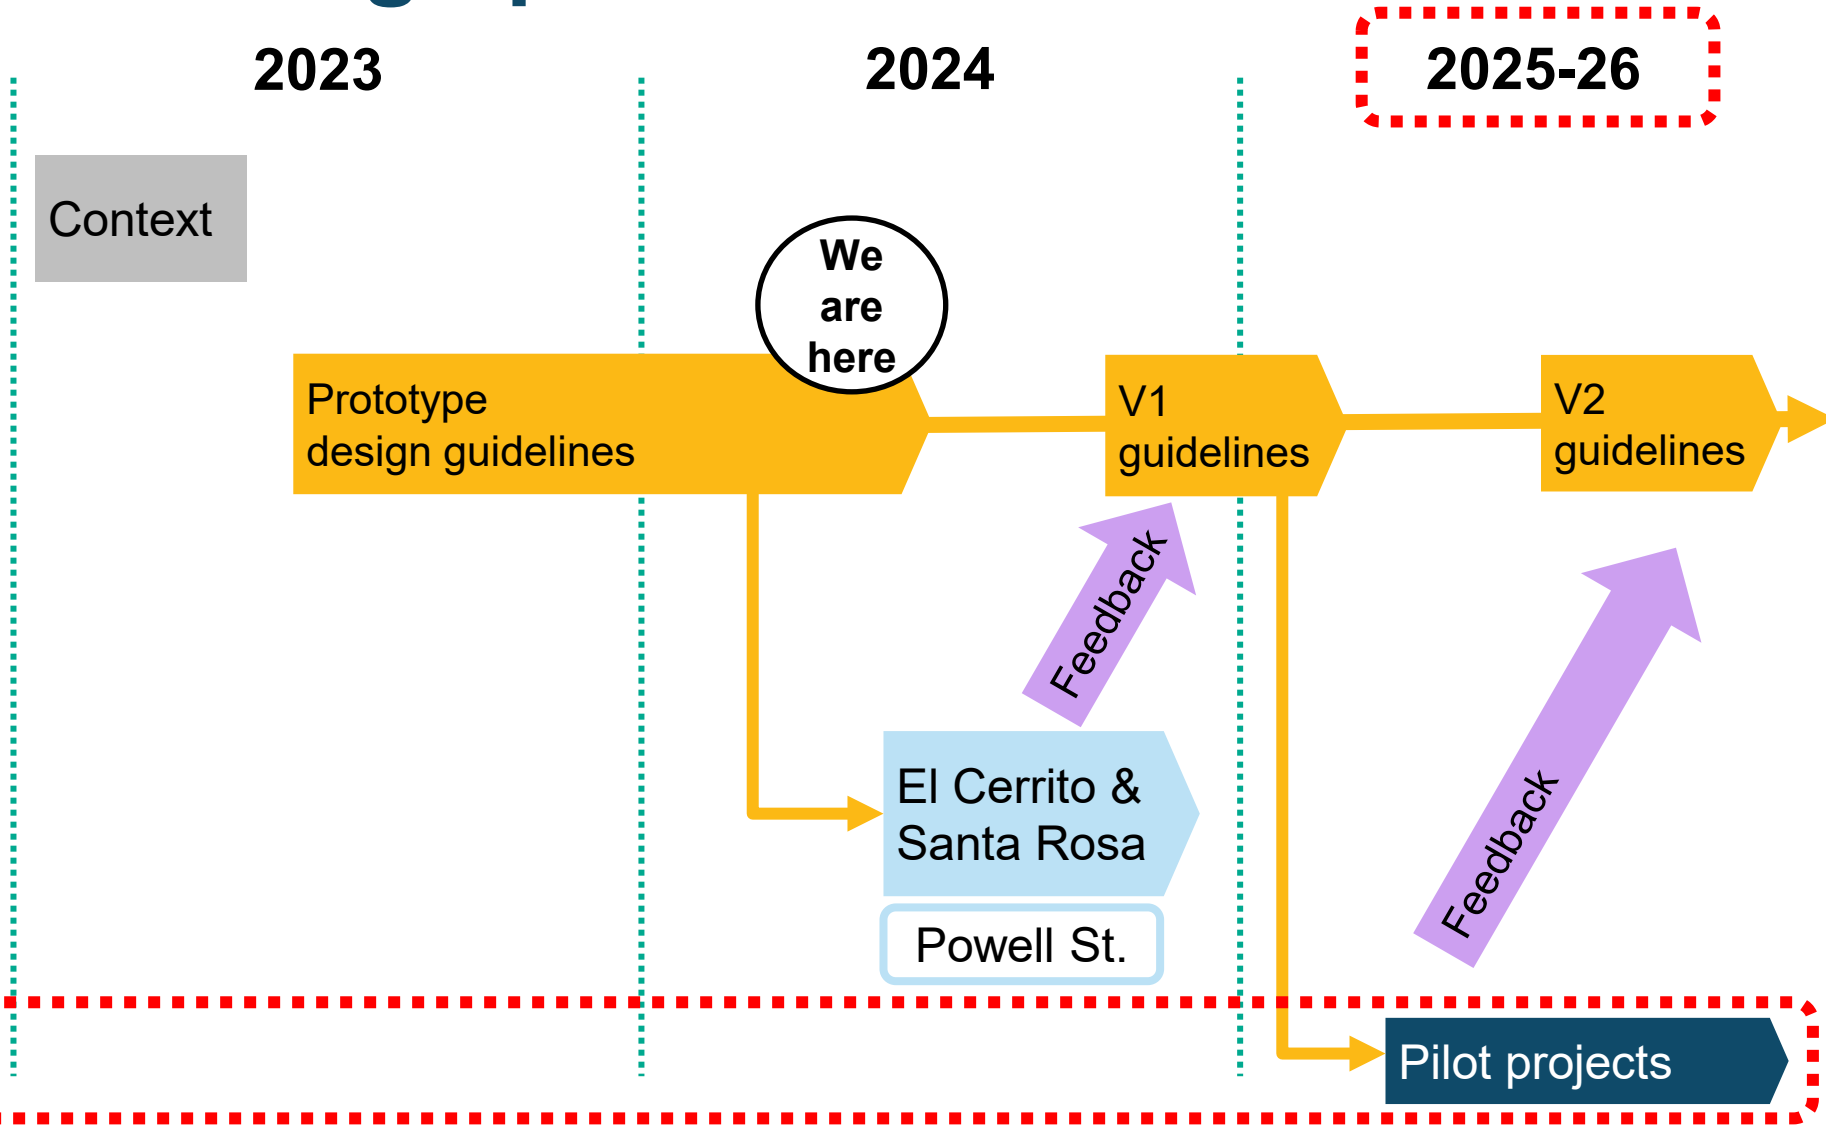 2023
2024
2025-26
Context
We
are
here
Prototype
design guidelines
V1
guidelines
V2
guidelines
Feedback
Feedback
El Cerrito &
Santa Rosa
Powell St.
Pilot projects